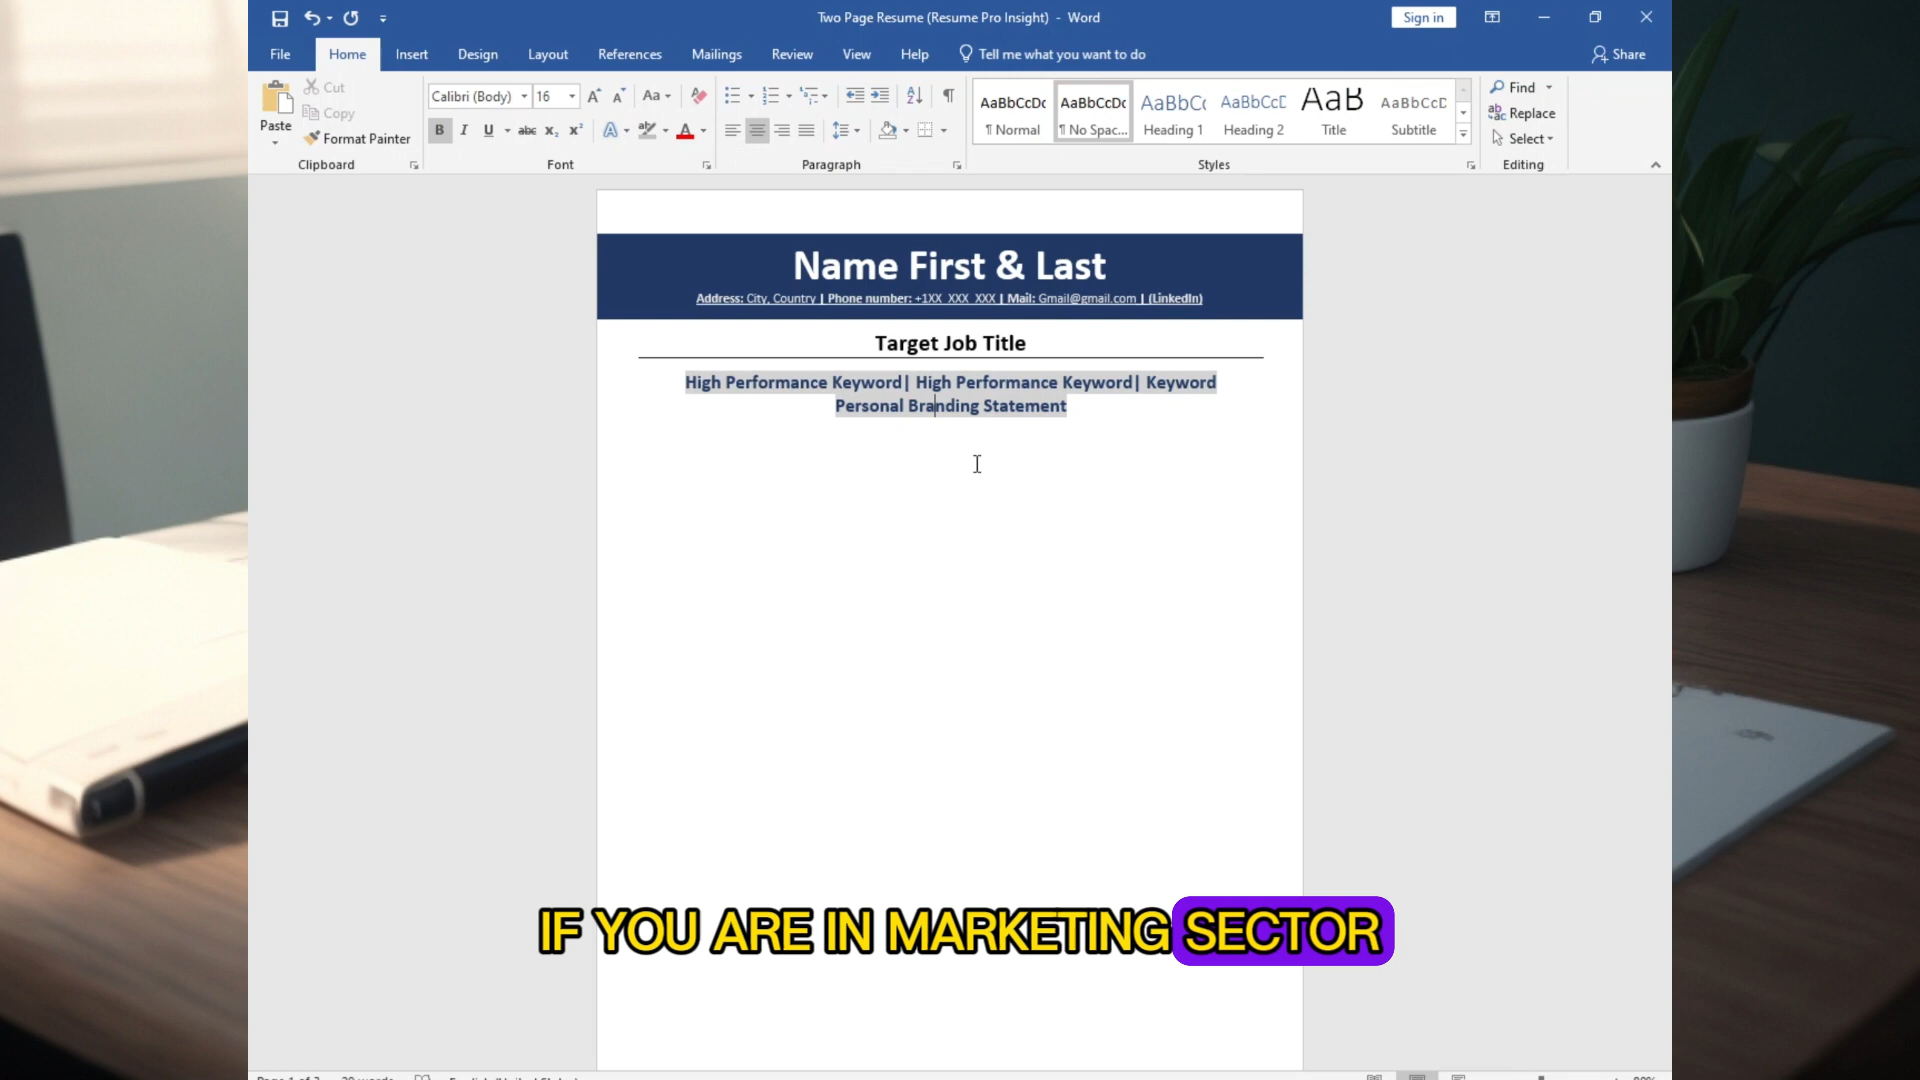 Two Page Resume (Resume Pro Insight) - Word
Sign in
File Home Insert Design Layout References Mailings Review View Help Tell me what you want to do Share
Paste
Cut
Copy
Format Painter
Clipboard
Calibri (Body) 16
Font
Paragraph
AaBbCcDc AaBbCcDc AaBbC AaBbCcD AaB AaBbCcD
¶ Normal ¶ No Spac... Heading 1 Heading 2 Title Subtitle
Styles
Find
Replace
Select
Editing
Name First & Last
Address: City, Country | Phone number: +1XX XXX XXX | Mail: Gmail@gmail.com | (LinkedIn)
Target Job Title
High Performance Keyword| High Performance Keyword| Keyword
Personal Branding Statement
IF YOU ARE IN MARKETING SECTOR